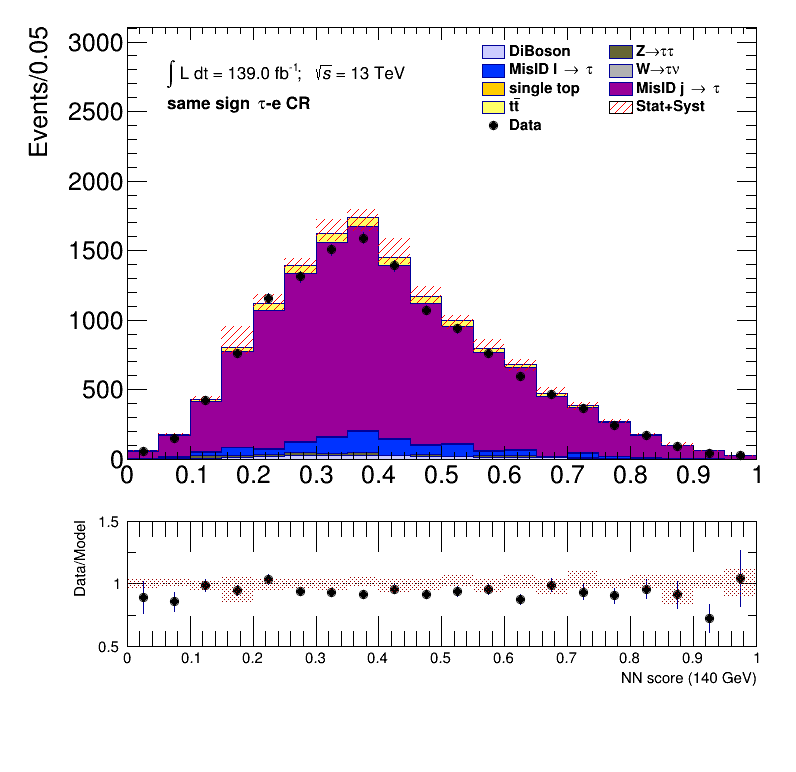 Events/0.05
3000
2500
2000
1500
1000
500
0
∫ L dt = 139.0 fb⁻¹; √s = 13 TeV
same sign τ-e CR
DiBoson
Z→ττ
MisID l → τ
W→τν
single top
MisID j → τ
tt̄
Stat+Syst
Data
0 0.1 0.2 0.3 0.4 0.5 0.6 0.7 0.8 0.9 1
Data/Model
1.5
1
0.5
0 0.1 0.2 0.3 0.4 0.5 0.6 0.7 0.8 0.9 1
NN score (140 GeV)